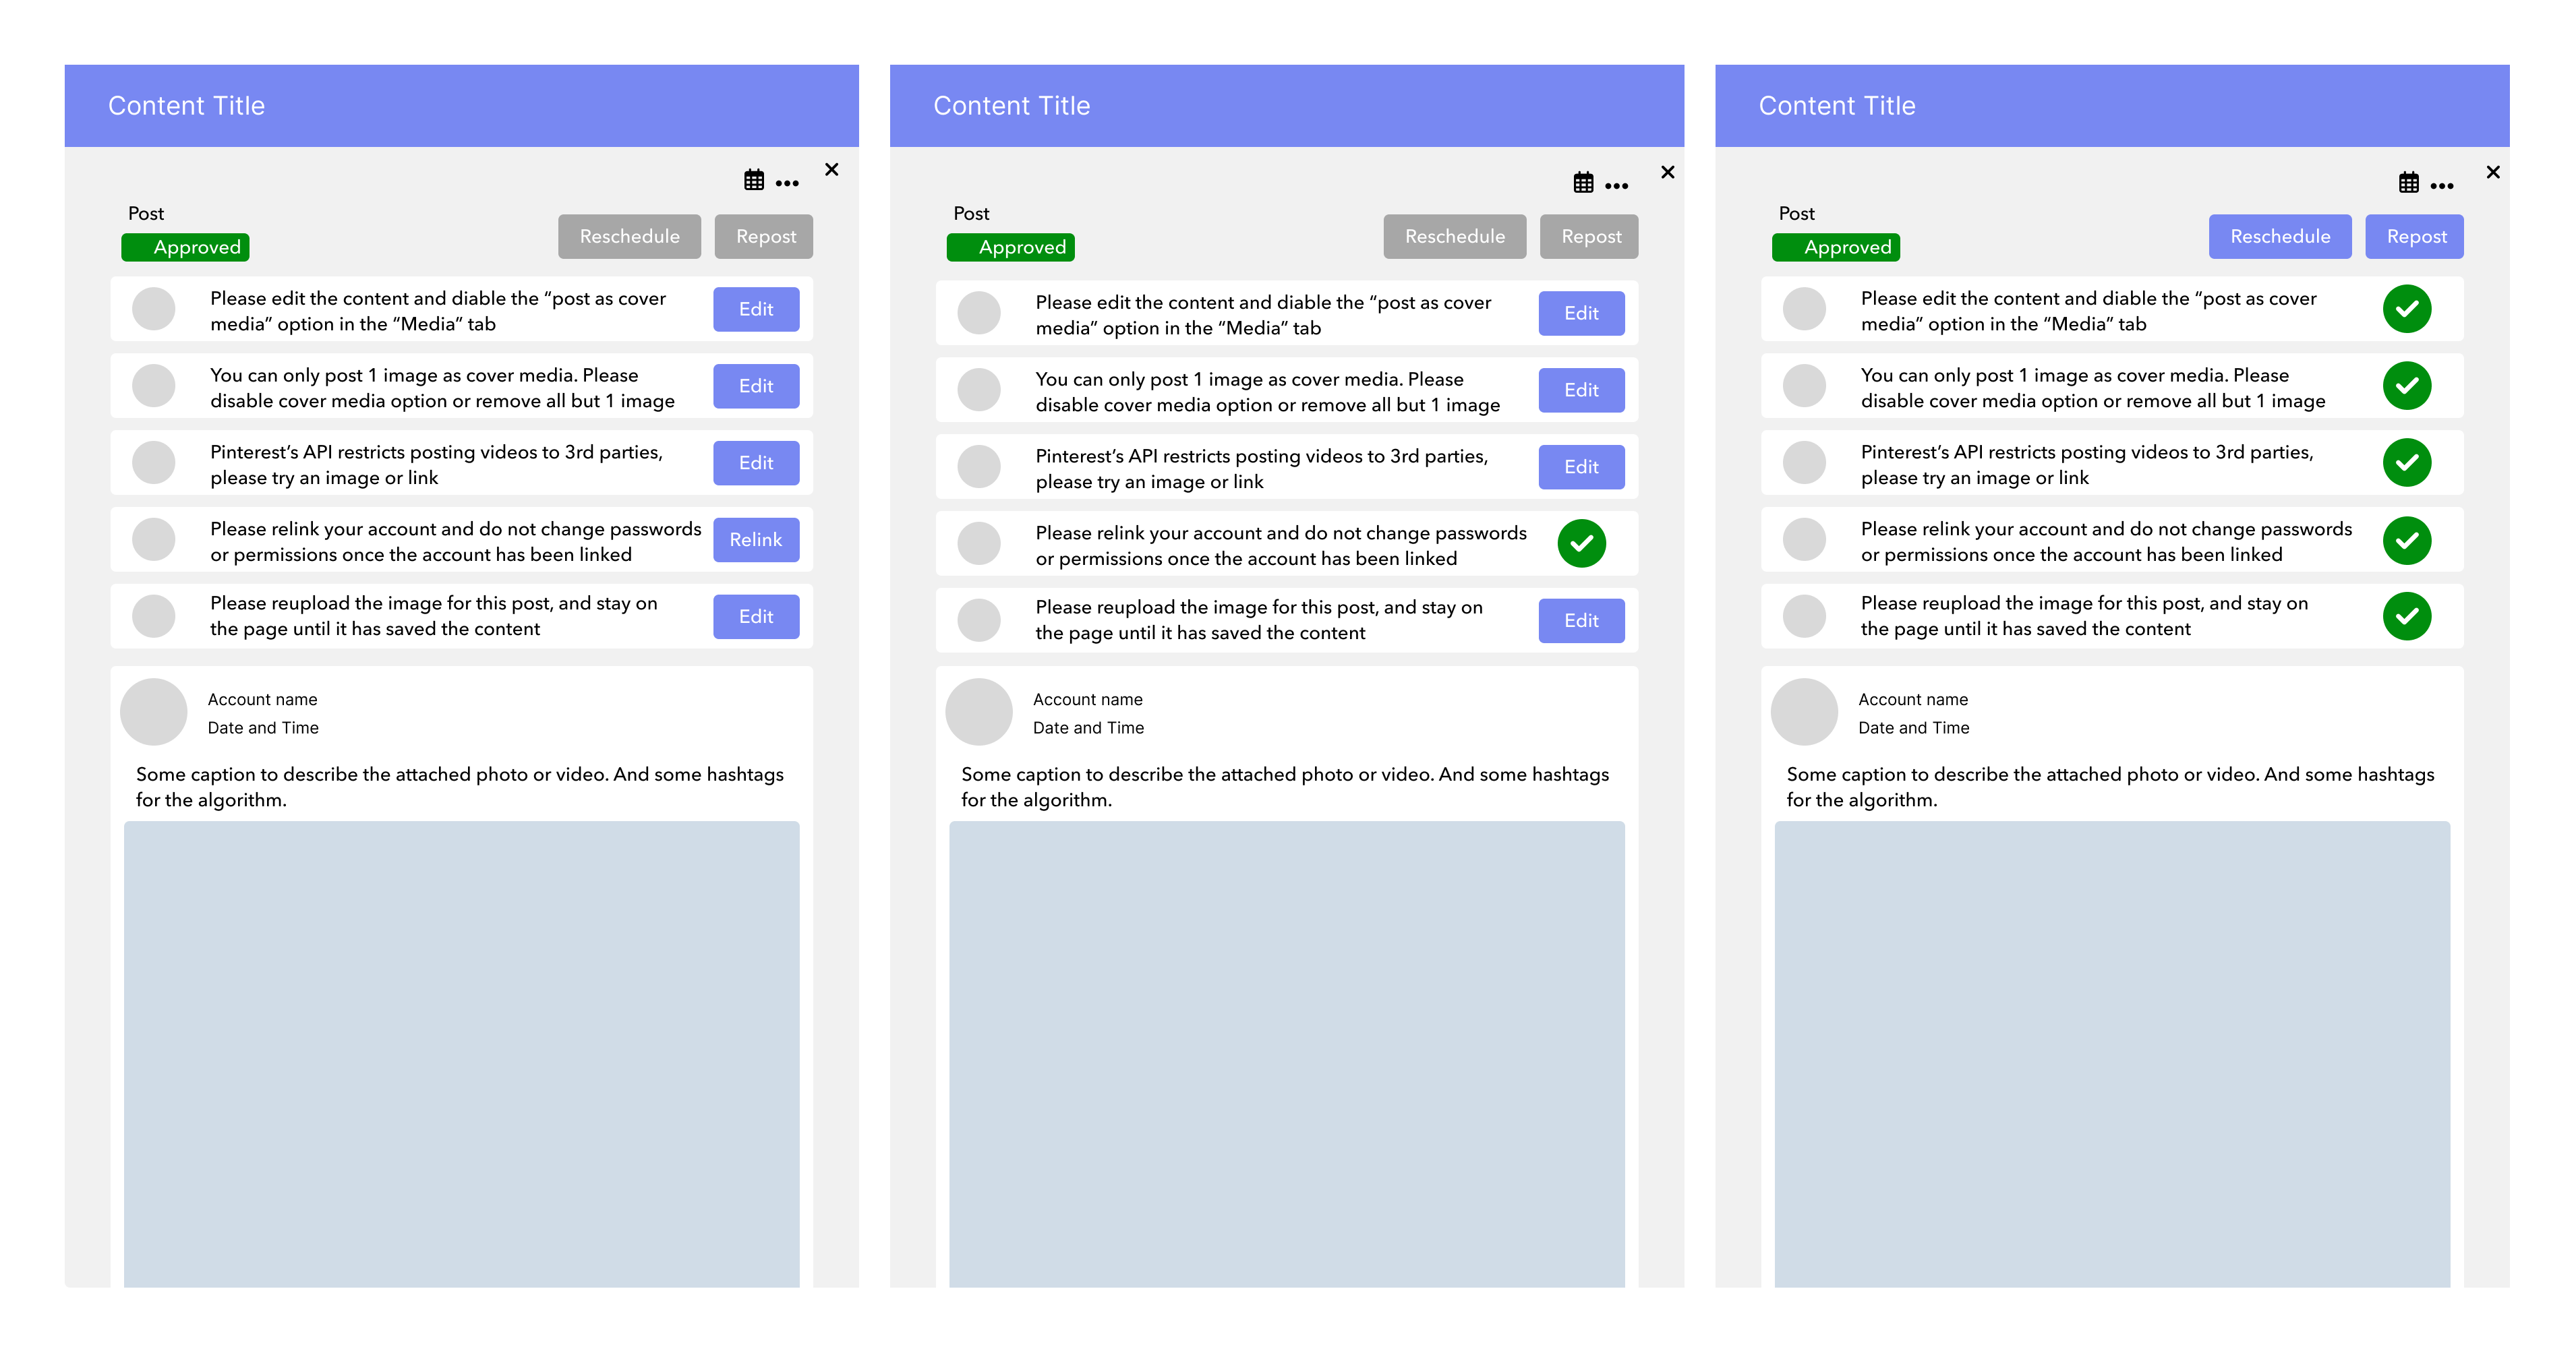 Content Title
Post
Approved
Reschedule
Repost
Please edit the content and diable the “post as cover
media” option in the “Media” tab
Edit
You can only post 1 image as cover media. Please
disable cover media option or remove all but 1 image
Edit
Pinterest’s API restricts posting videos to 3rd parties,
please try an image or link
Edit
Please relink your account and do not change passwords
or permissions once the account has been linked
Relink
Please reupload the image for this post, and stay on
the page until it has saved the content
Edit
Account name
Date and Time
Some caption to describe the attached photo or video. And some hashtags
for the algorithm.
Content Title
Post
Approved
Reschedule
Repost
Please edit the content and diable the “post as cover
media” option in the “Media” tab
Edit
You can only post 1 image as cover media. Please
disable cover media option or remove all but 1 image
Edit
Pinterest’s API restricts posting videos to 3rd parties,
please try an image or link
Edit
Please relink your account and do not change passwords
or permissions once the account has been linked
Please reupload the image for this post, and stay on
the page until it has saved the content
Edit
Account name
Date and Time
Some caption to describe the attached photo or video. And some hashtags
for the algorithm.
Content Title
Post
Approved
Reschedule
Repost
Please edit the content and diable the “post as cover
media” option in the “Media” tab
You can only post 1 image as cover media. Please
disable cover media option or remove all but 1 image
Pinterest’s API restricts posting videos to 3rd parties,
please try an image or link
Please relink your account and do not change passwords
or permissions once the account has been linked
Please reupload the image for this post, and stay on
the page until it has saved the content
Account name
Date and Time
Some caption to describe the attached photo or video. And some hashtags
for the algorithm.